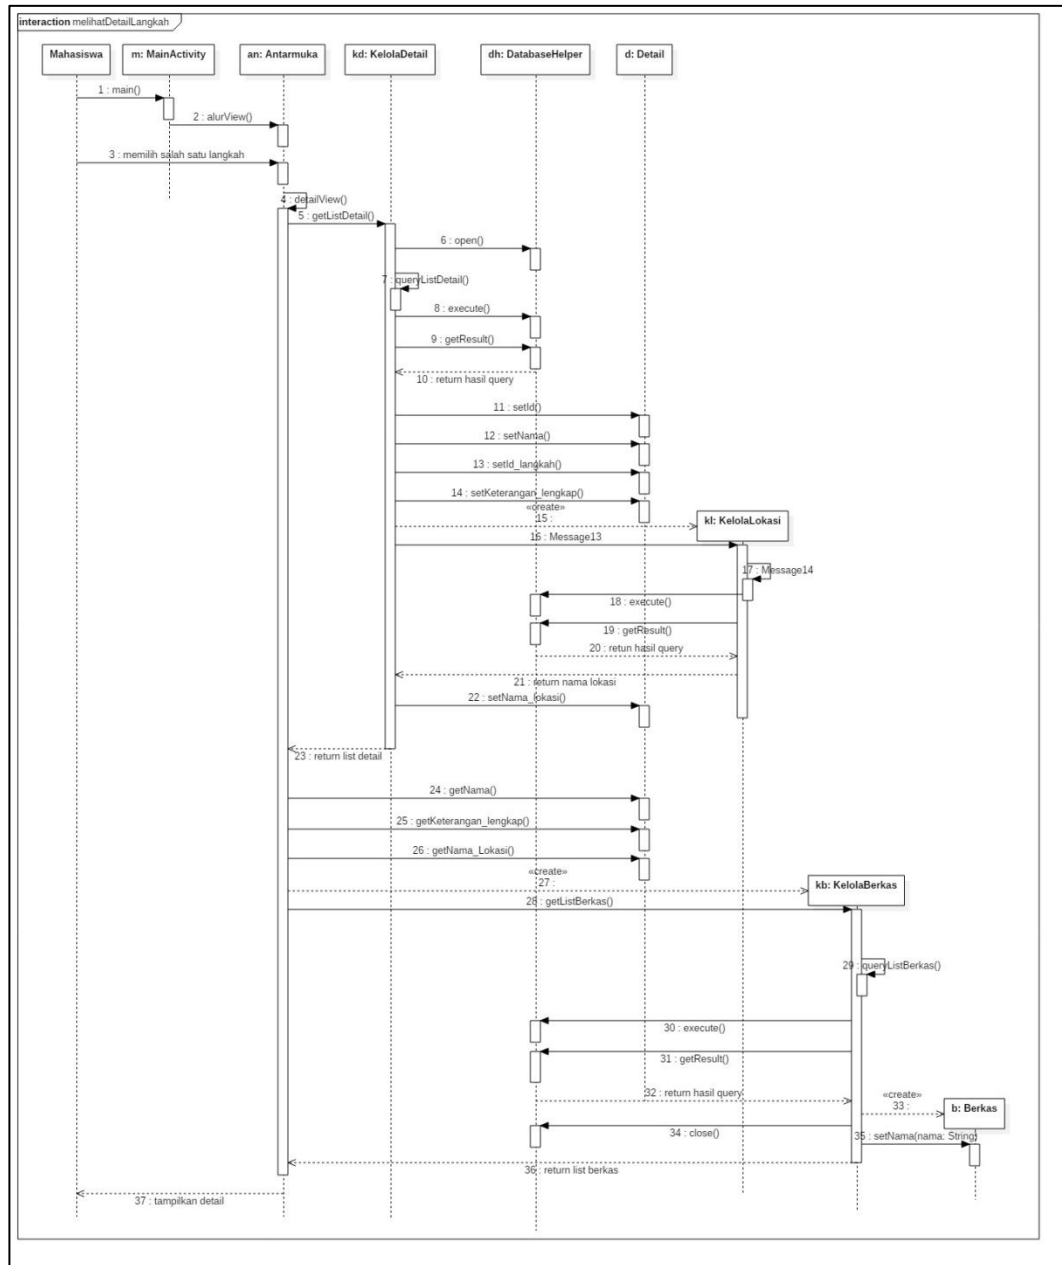 interaction melihatDetailLangkah
Mahasiswa
m: MainActivity
an: Antarmuka
kd: KelolaDetail
dh: DatabaseHelper
d: Detail
1 : main()
2 : alurView()
3 : memilih salah satu langkah
4 : detailView()
5 : getListDetail()
6 : open()
7 : queryListDetail()
8 : execute()
9 : getResult()
10 : return hasil query
11 : setId()
12 : setNama()
13 : setId_langkah()
14 : setKeterangan_lengkap()
«create»
15 :
kl: KelolaLokasi
16 : Message13
17 : Message14
18 : execute()
19 : getResult()
20 : retun hasil query
21 : return nama lokasi
22 : setNama_lokasi()
23 : return list detail
24 : getNama()
25 : getKeterangan_lengkap()
26 : getNama_Lokasi()
«create»
27 :
kb: KelolaBerkas
28 : getListBerkas()
29 : queryListBerkas()
30 : execute()
31 : getResult()
32 : return hasil query
«create»
33 :
b: Berkas
34 : close()
35 : setNama(nama: String)
36 : return list berkas
37 : tampilkan detail